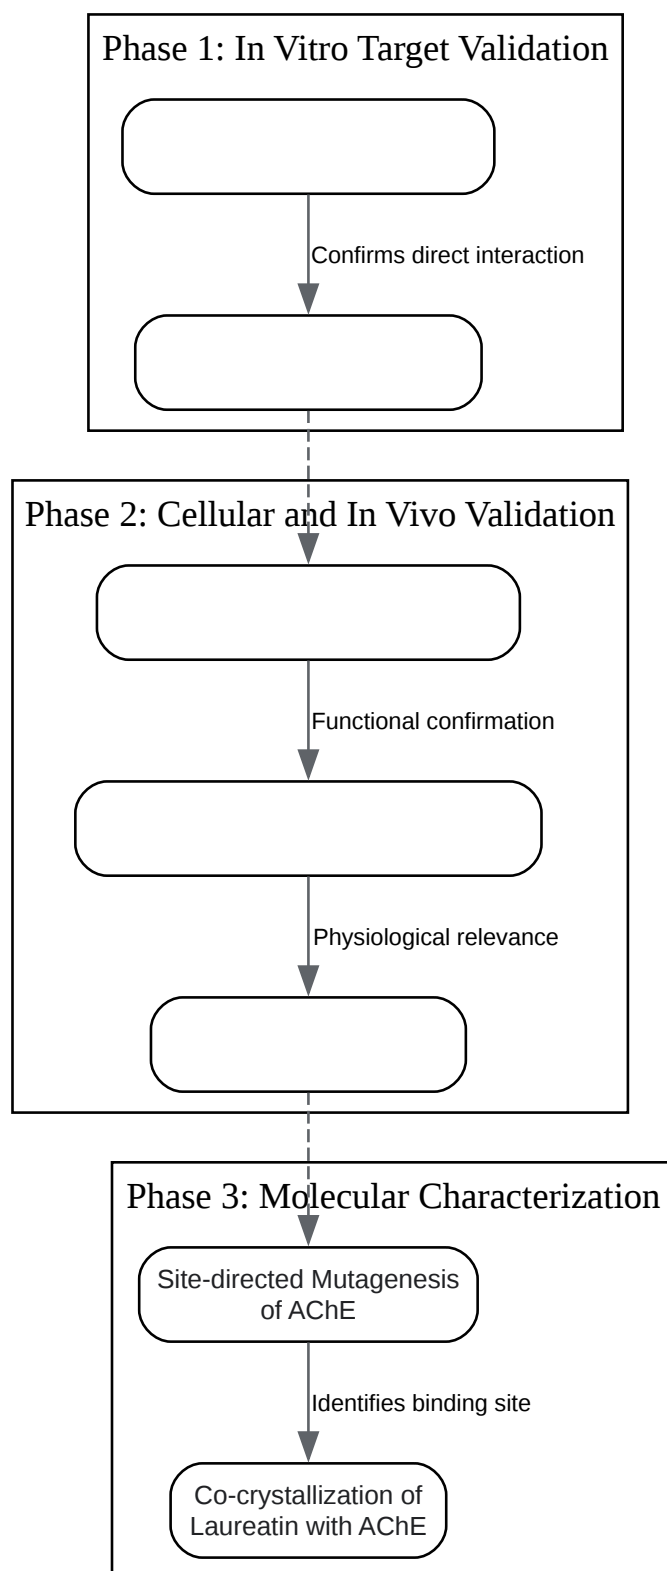 Phase 1: In Vitro Target Validation
Confirms direct interaction
Phase 2: Cellular and In Vivo Validation
Functional confirmation
Physiological relevance
Phase 3: Molecular Characterization
Site-directed Mutagenesis
of AChE
Identifies binding site
Co-crystallization of
Laureatin with AChE